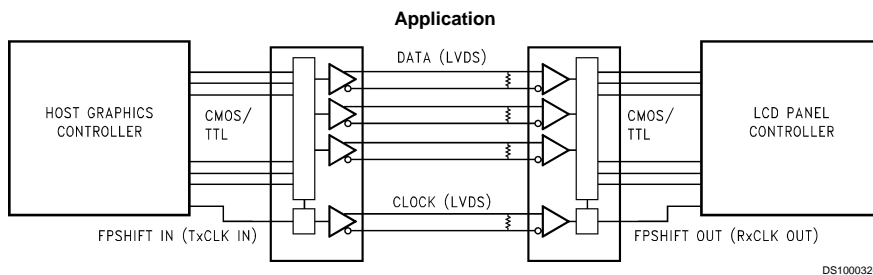 Application
DATA (LVDS)
HOST GRAPHICS
CONTROLLER
CMOS/
TTL
CMOS/
TTL
LCD PANEL
CONTROLLER
CLOCK (LVDS)
FPSHIFT IN (TxCLK IN)
FPSHIFT OUT (RxCLK OUT)
DS100032